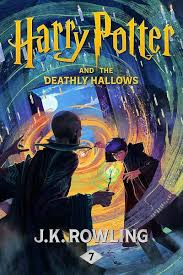 Harry Potter
AND THE
DEATHLY HALLOWS
J.K. ROWLING
7